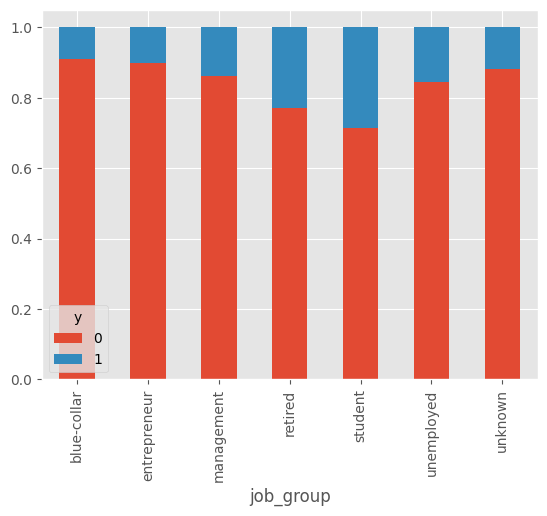 1.0
0.8
0.6
0.4
0.2
0.0
y
0
1
blue-collar
entrepreneur
management
retired
student
unemployed
unknown
job_group